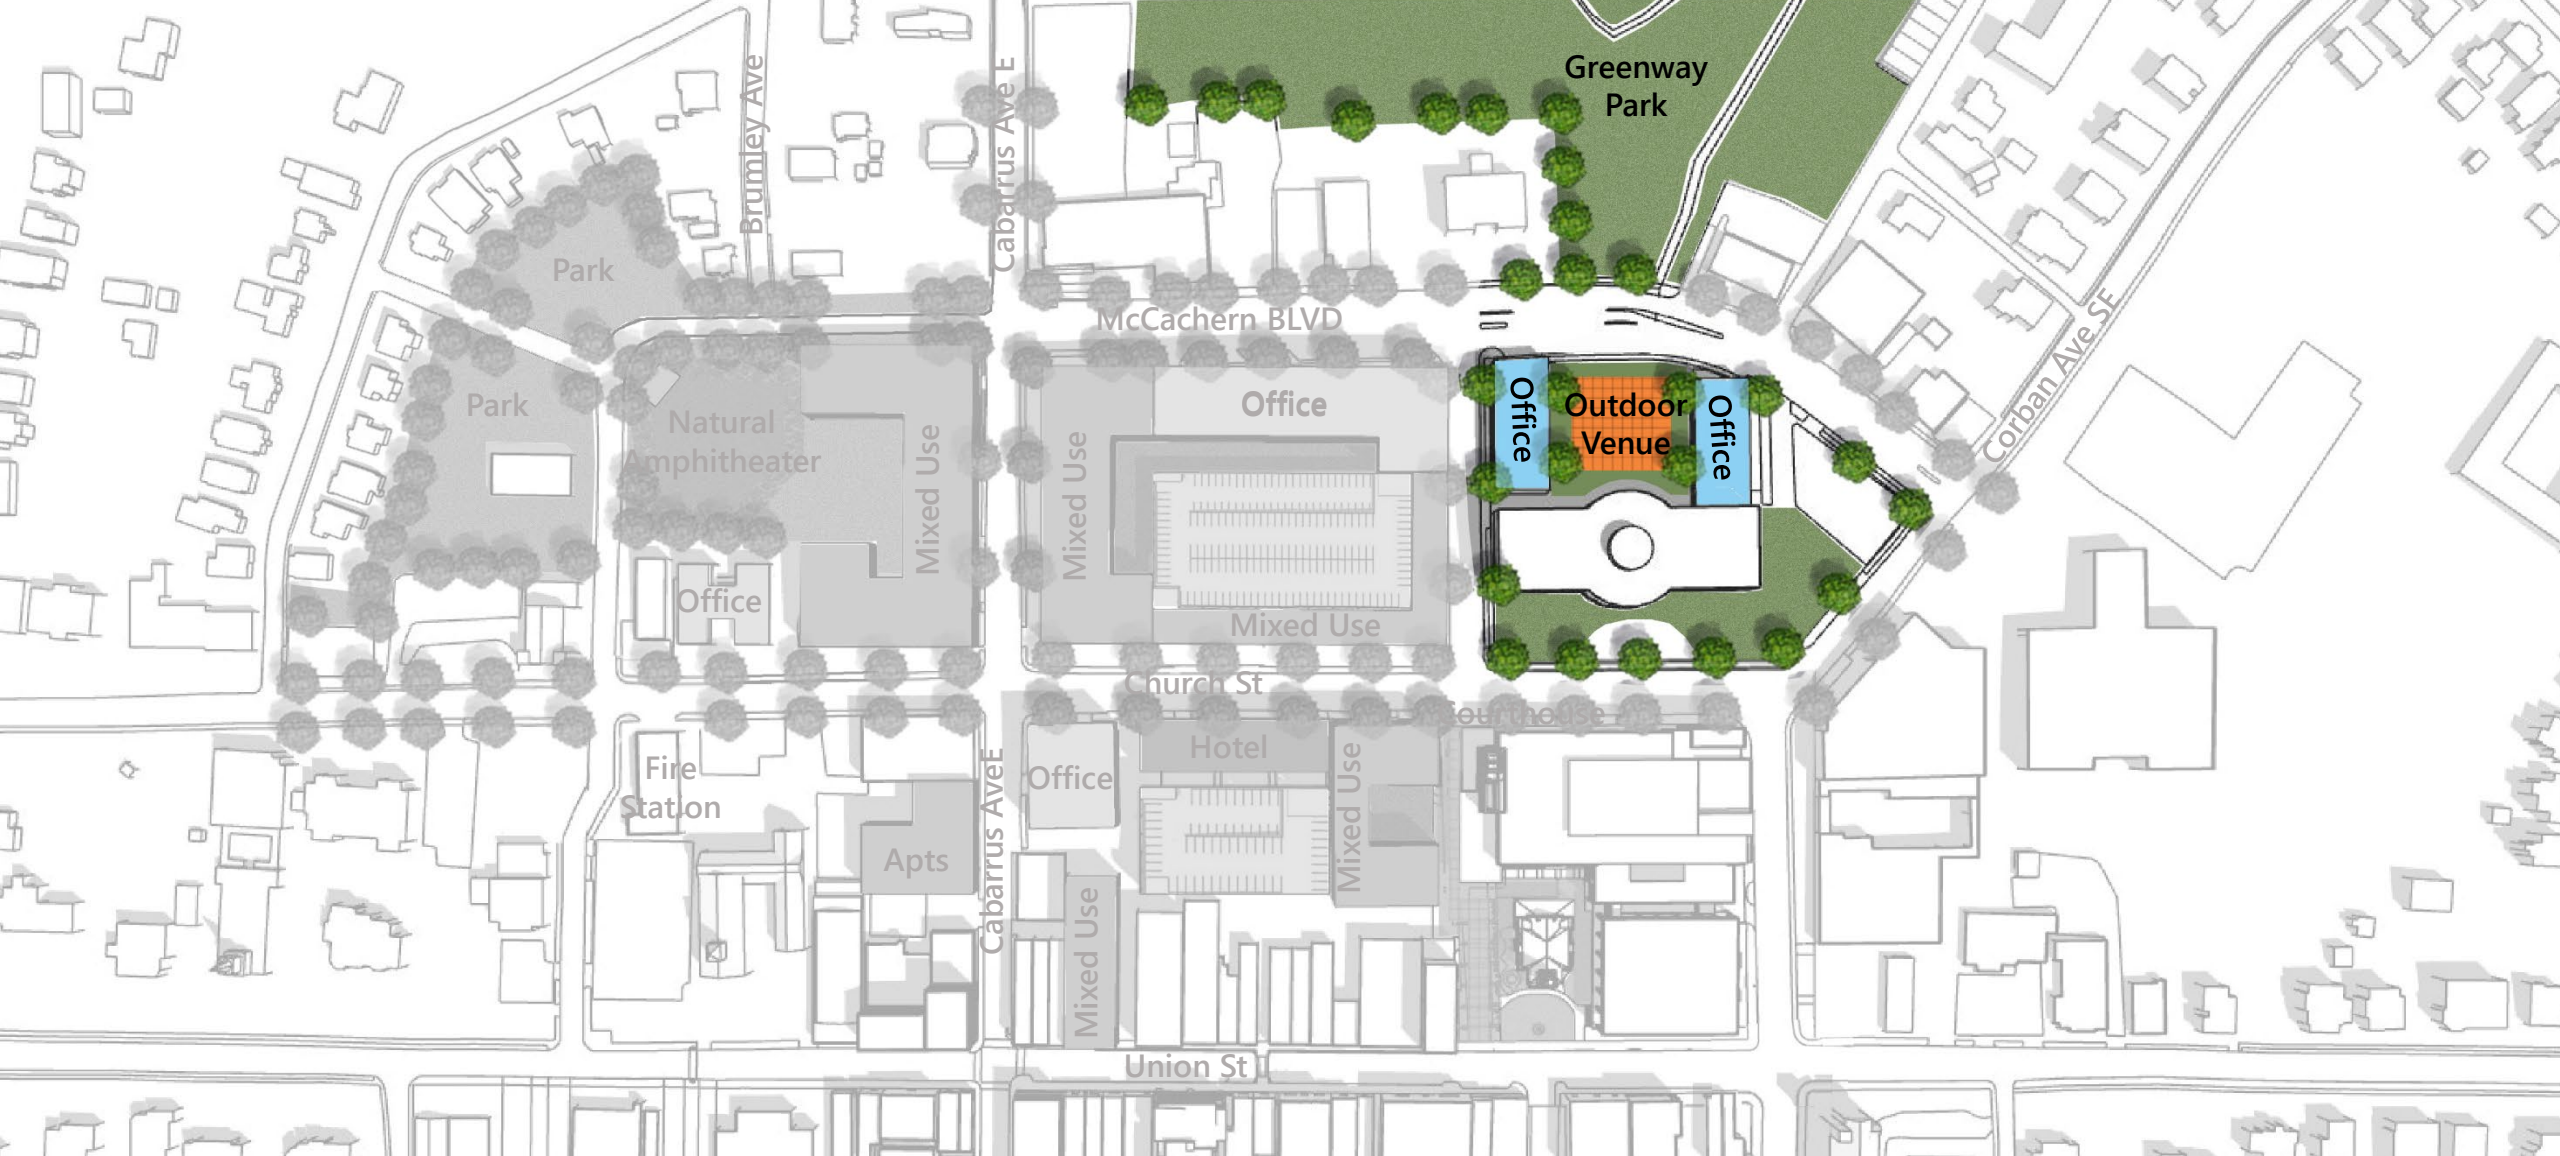 Greenway
Park
Brumley Ave
Cabarrus Ave E
Park
McCachern BLVD
Corban Ave SE
Park
Natural
Amphitheater
Mixed Use
Mixed Use
Office
Office
Outdoor
Venue
Office
Office
Mixed Use
Church St
Courthouse
Fire
Station
Apts
Cabarrus AveE
Office
Hotel
Mixed Use
Mixed Use
Union St